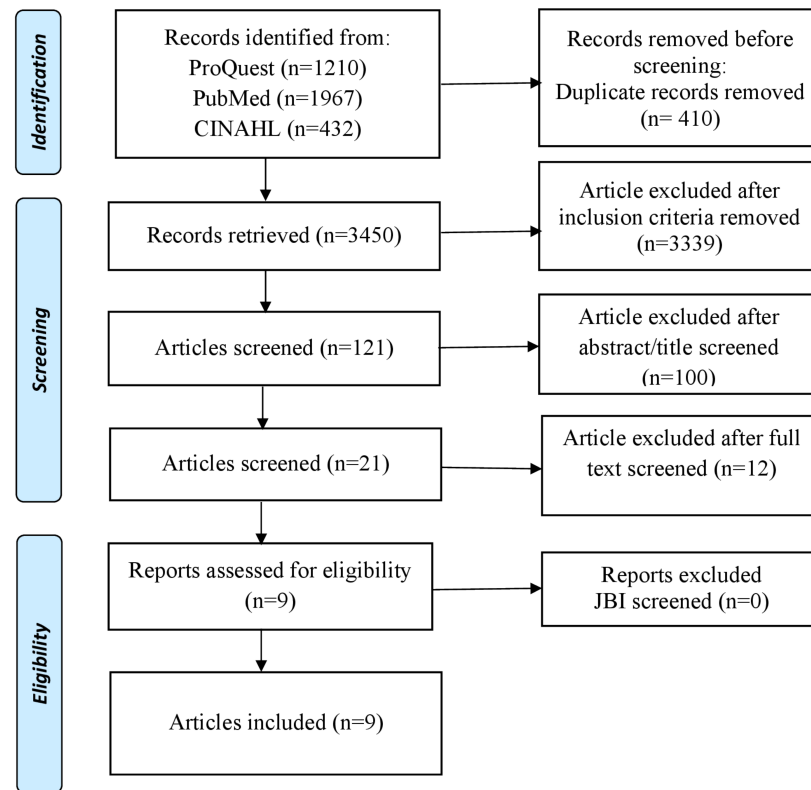 Identification
Records identified from:
ProQuest (n=1210)
PubMed (n=1967)
CINAHL (n=432)
Records removed before
screening:
Duplicate records removed
(n= 410)
Screening
Records retrieved (n=3450)
Article excluded after
inclusion criteria removed
(n=3339)
Articles screened (n=121)
Article excluded after
abstract/title screened
(n=100)
Articles screened (n=21)
Article excluded after full
text screened (n=12)
Eligibility
Reports assessed for eligibility
(n=9)
Reports excluded
JBI screened (n=0)
Articles included (n=9)